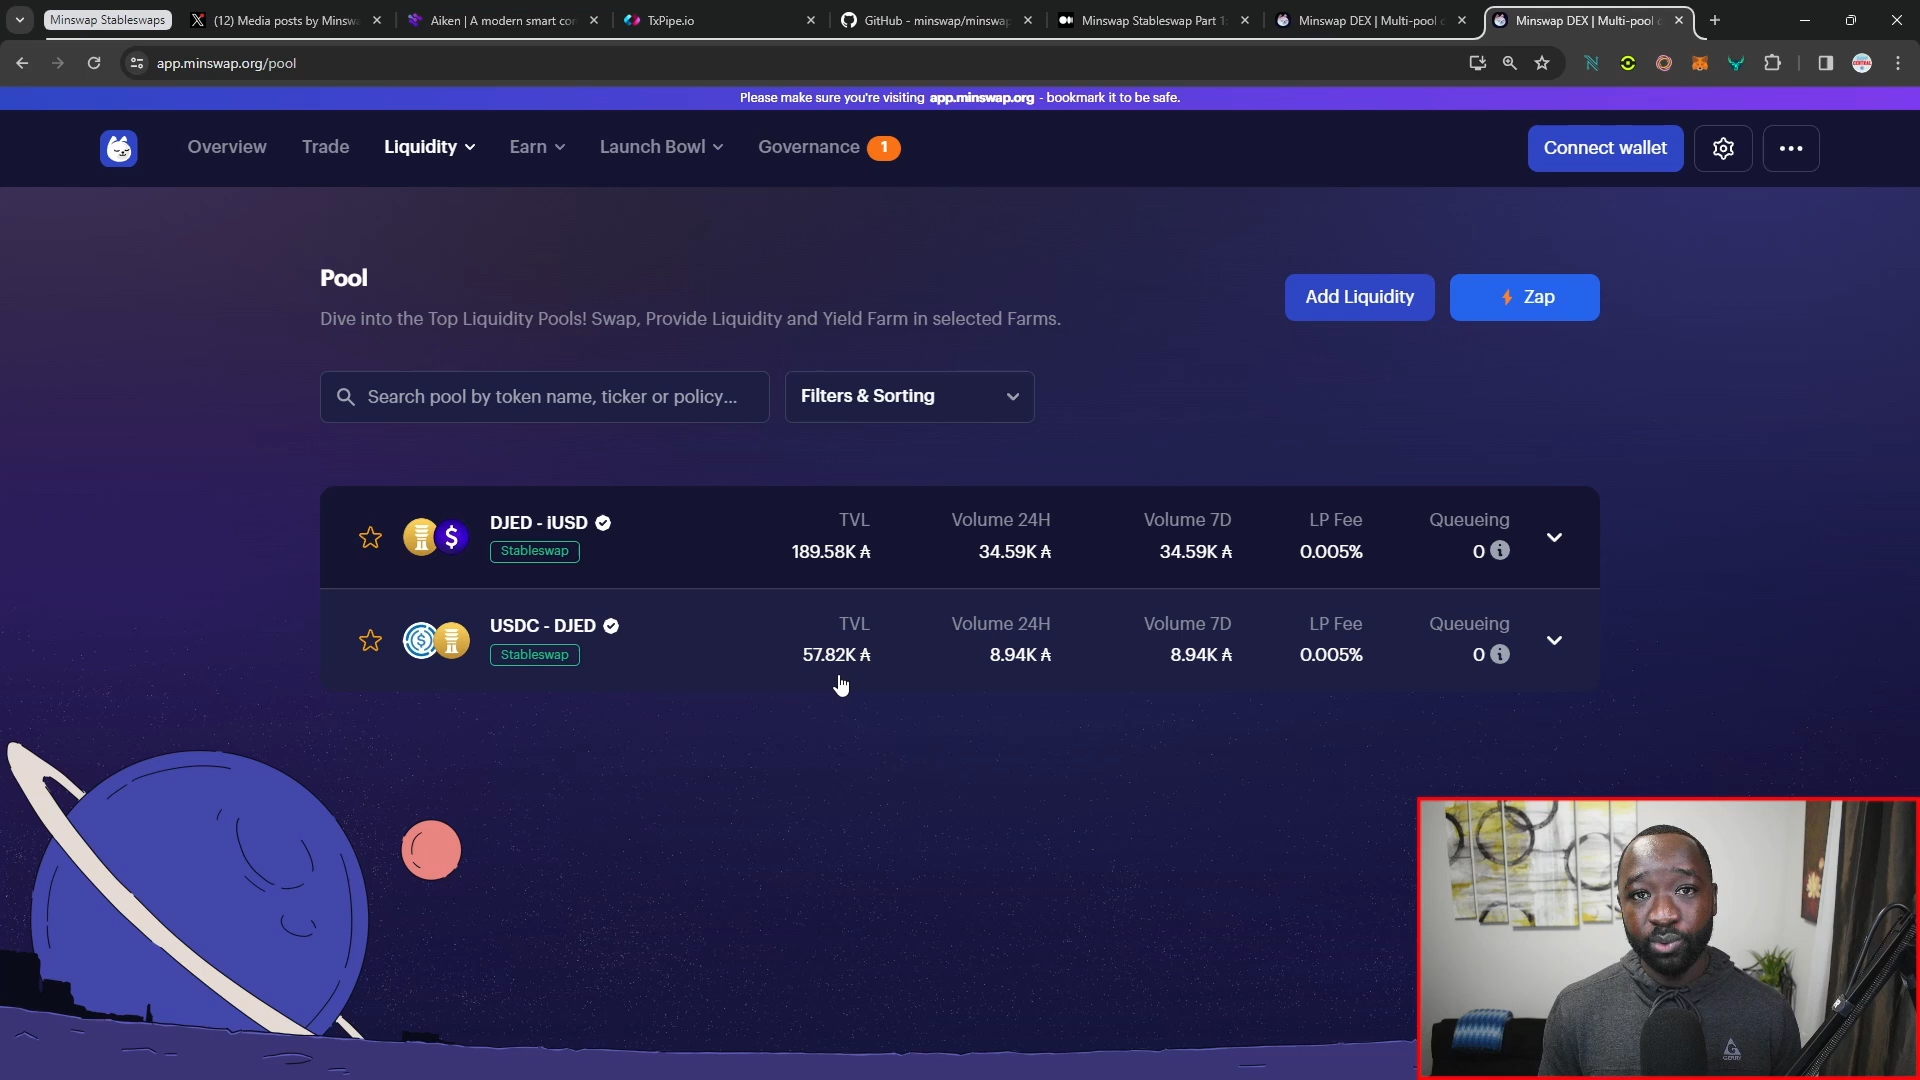 Minswap Stableswaps
(12) Media posts by Minswa
Aiken | A modern smart con
TxPipe.io
GitHub - minswap/minswap
Minswap Stableswap Part 1:
Minswap DEX | Multi-pool d
Minswap DEX | Multi-pool d
app.minswap.org/pool
Please make sure you're visiting app.minswap.org - bookmark it to be safe.
Overview
Trade
Liquidity
Earn
Launch Bowl
Governance
1
Connect wallet
Pool
Dive into the Top Liquidity Pools! Swap, Provide Liquidity and Yield Farm in selected Farms.
Add Liquidity
Zap
Search pool by token name, ticker or policy...
Filters & Sorting
DJED - iUSD
Stableswap
TVL
189.58K ₳
Volume 24H
34.59K ₳
Volume 7D
34.59K ₳
LP Fee
0.005%
Queueing
0
USDC - DJED
Stableswap
TVL
57.82K ₳
Volume 24H
8.94K ₳
Volume 7D
8.94K ₳
LP Fee
0.005%
Queueing
0